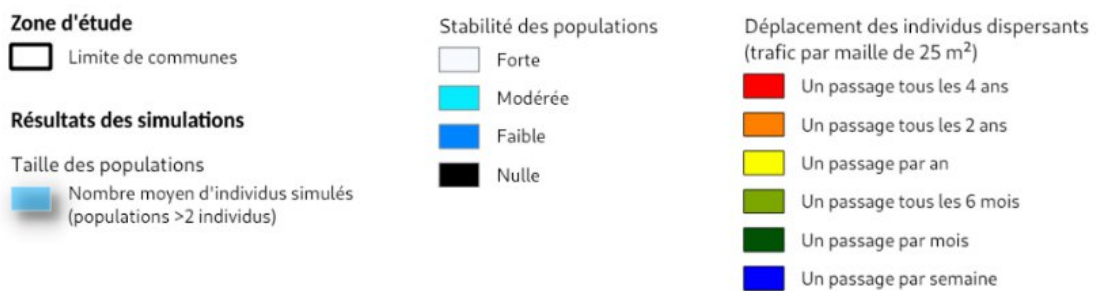 Zone d'étude
Limite de communes
Résultats des simulations
Taille des populations
Nombre moyen d'individus simulés
(populations >2 individus)
Stabilité des populations
Forte
Modérée
Faible
Nulle
Déplacement des individus dispersants
(trafic par maille de 25 m²)
Un passage tous les 4 ans
Un passage tous les 2 ans
Un passage par an
Un passage tous les 6 mois
Un passage par mois
Un passage par semaine